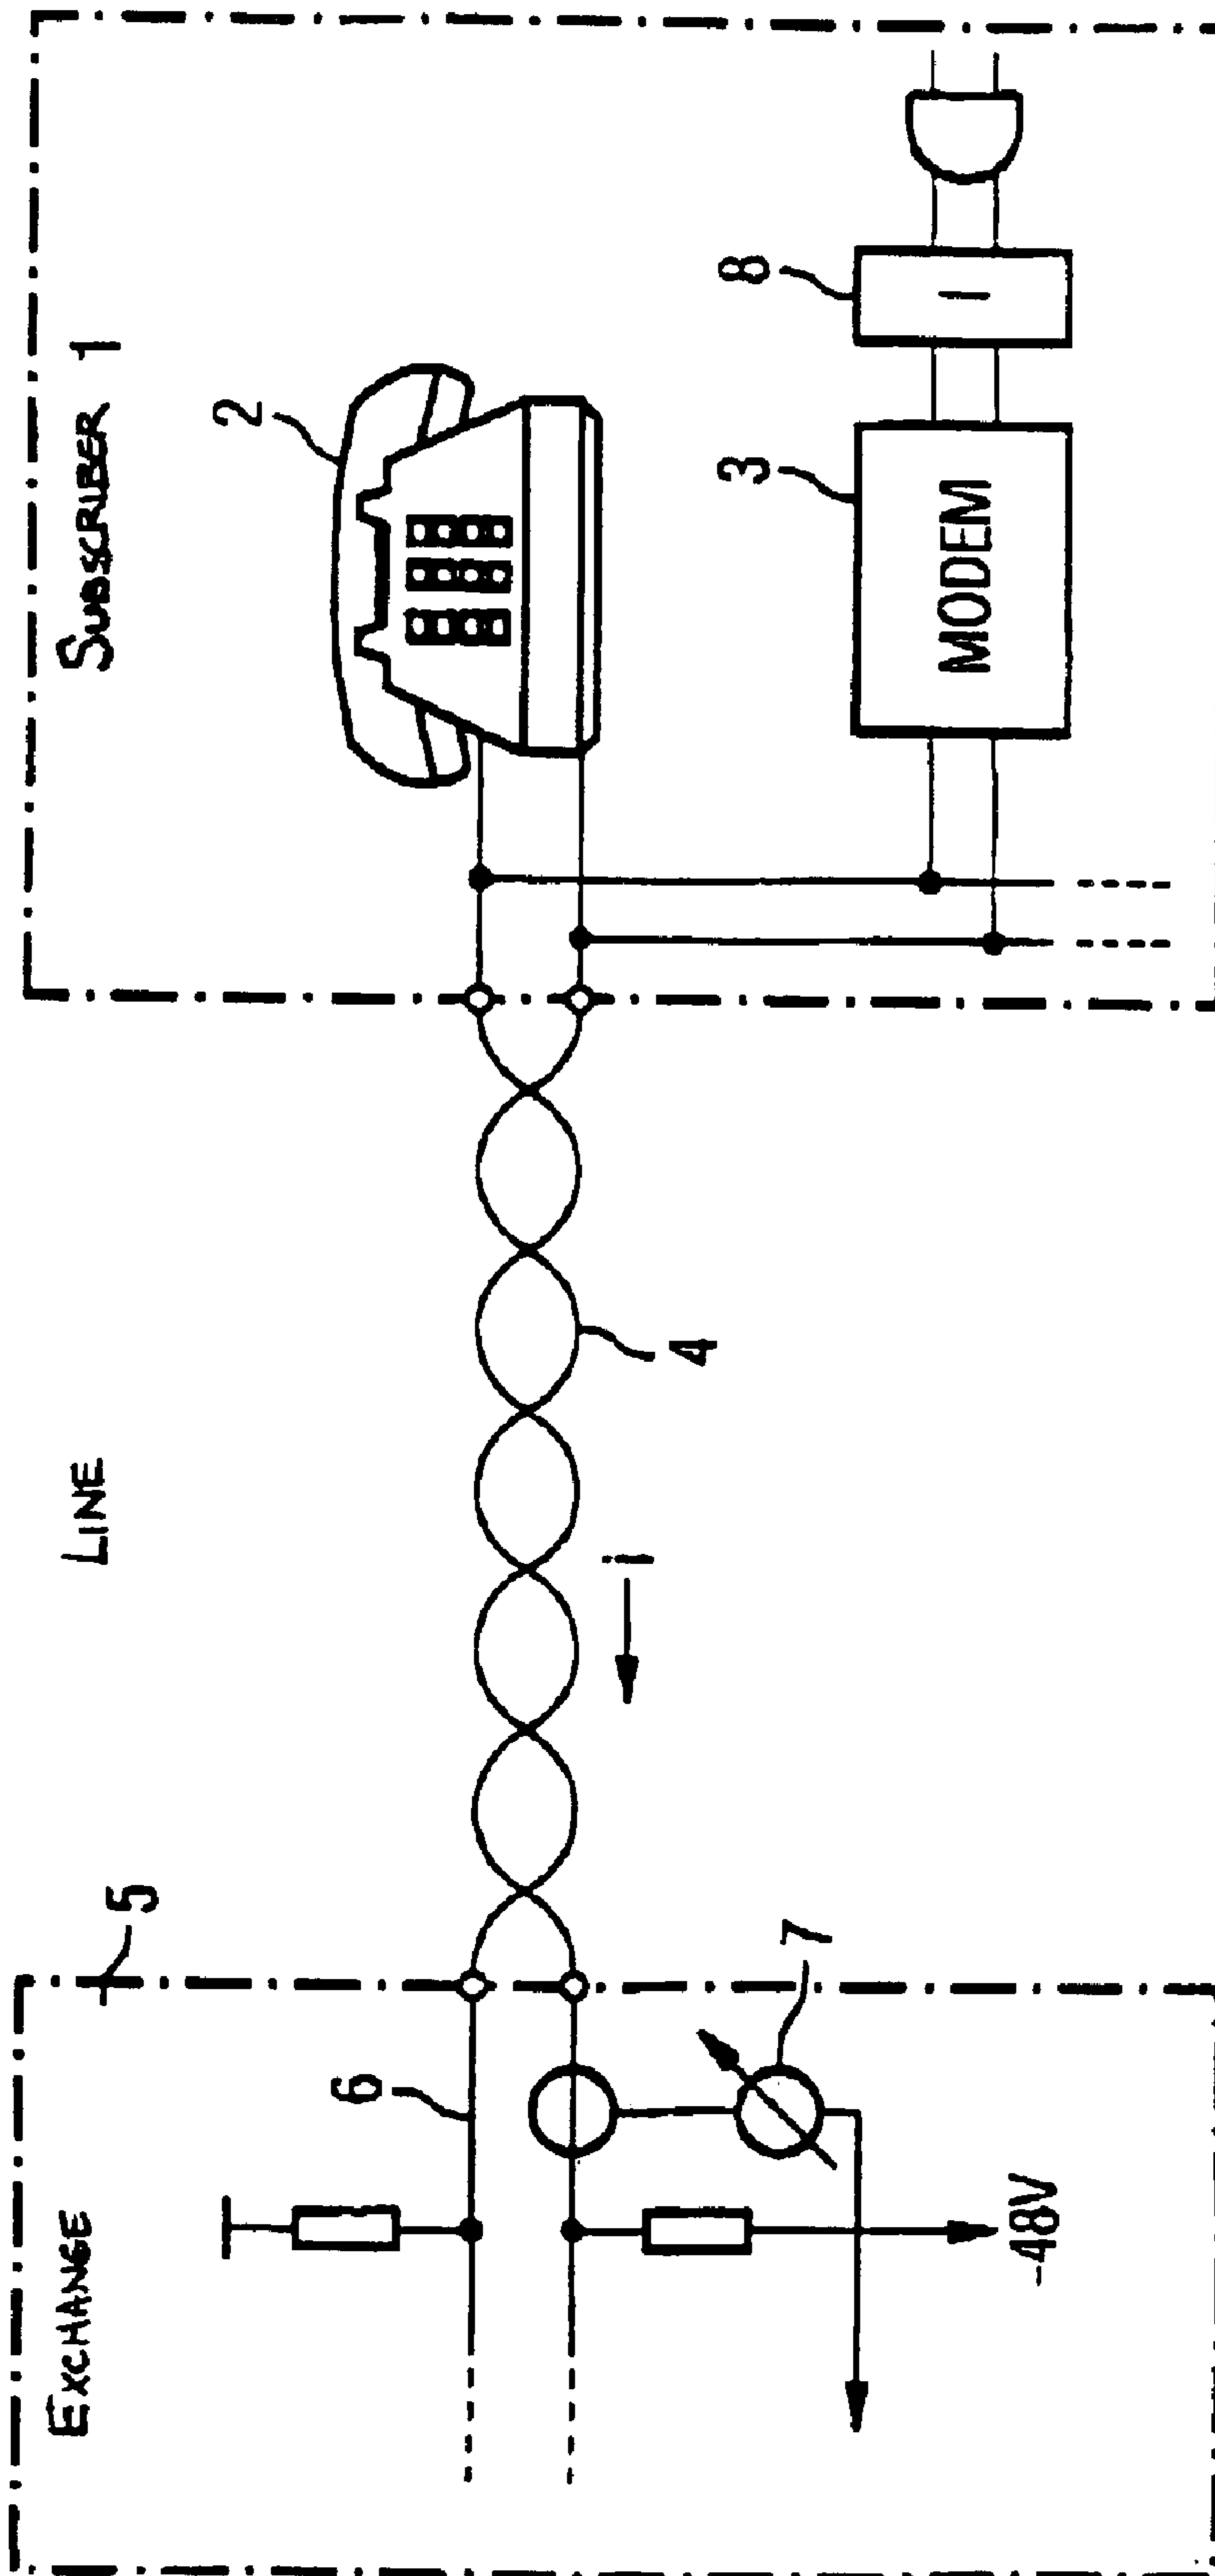 EXCHANGE
LINE
SUBSCRIBER 1
5
2
6
7
-48V
i
4
3
8
MODEM
I